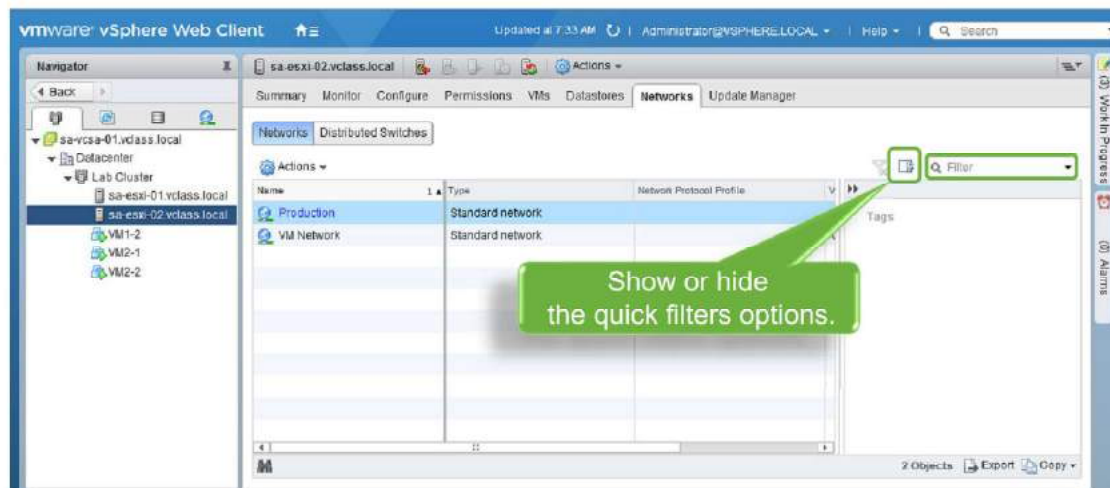 vmware vSphere Web Client
Updated at 7:33 AM | Administrator@VSPHERE.LOCAL | Help | Search
Navigator
sa-esxi-02.vclass.local Actions
Back
Summary Monitor Configure Permissions VMs Datastores Networks Update Manager
sa-vcsa-01.vclass.local
Datacenter
Lab Cluster
sa-esxi-01.vclass.local
sa-esxi-02.vclass.local
VM1-2
VM2-1
VM2-2
Networks Distributed Switches
Actions
Filter
Name 1 Type Network Protocol Profile V
Production Standard network
VM Network Standard network
Tags
Show or hide
the quick filters options.
2 Objects Export Copy
(3) Work In Progress
(0) Alarms